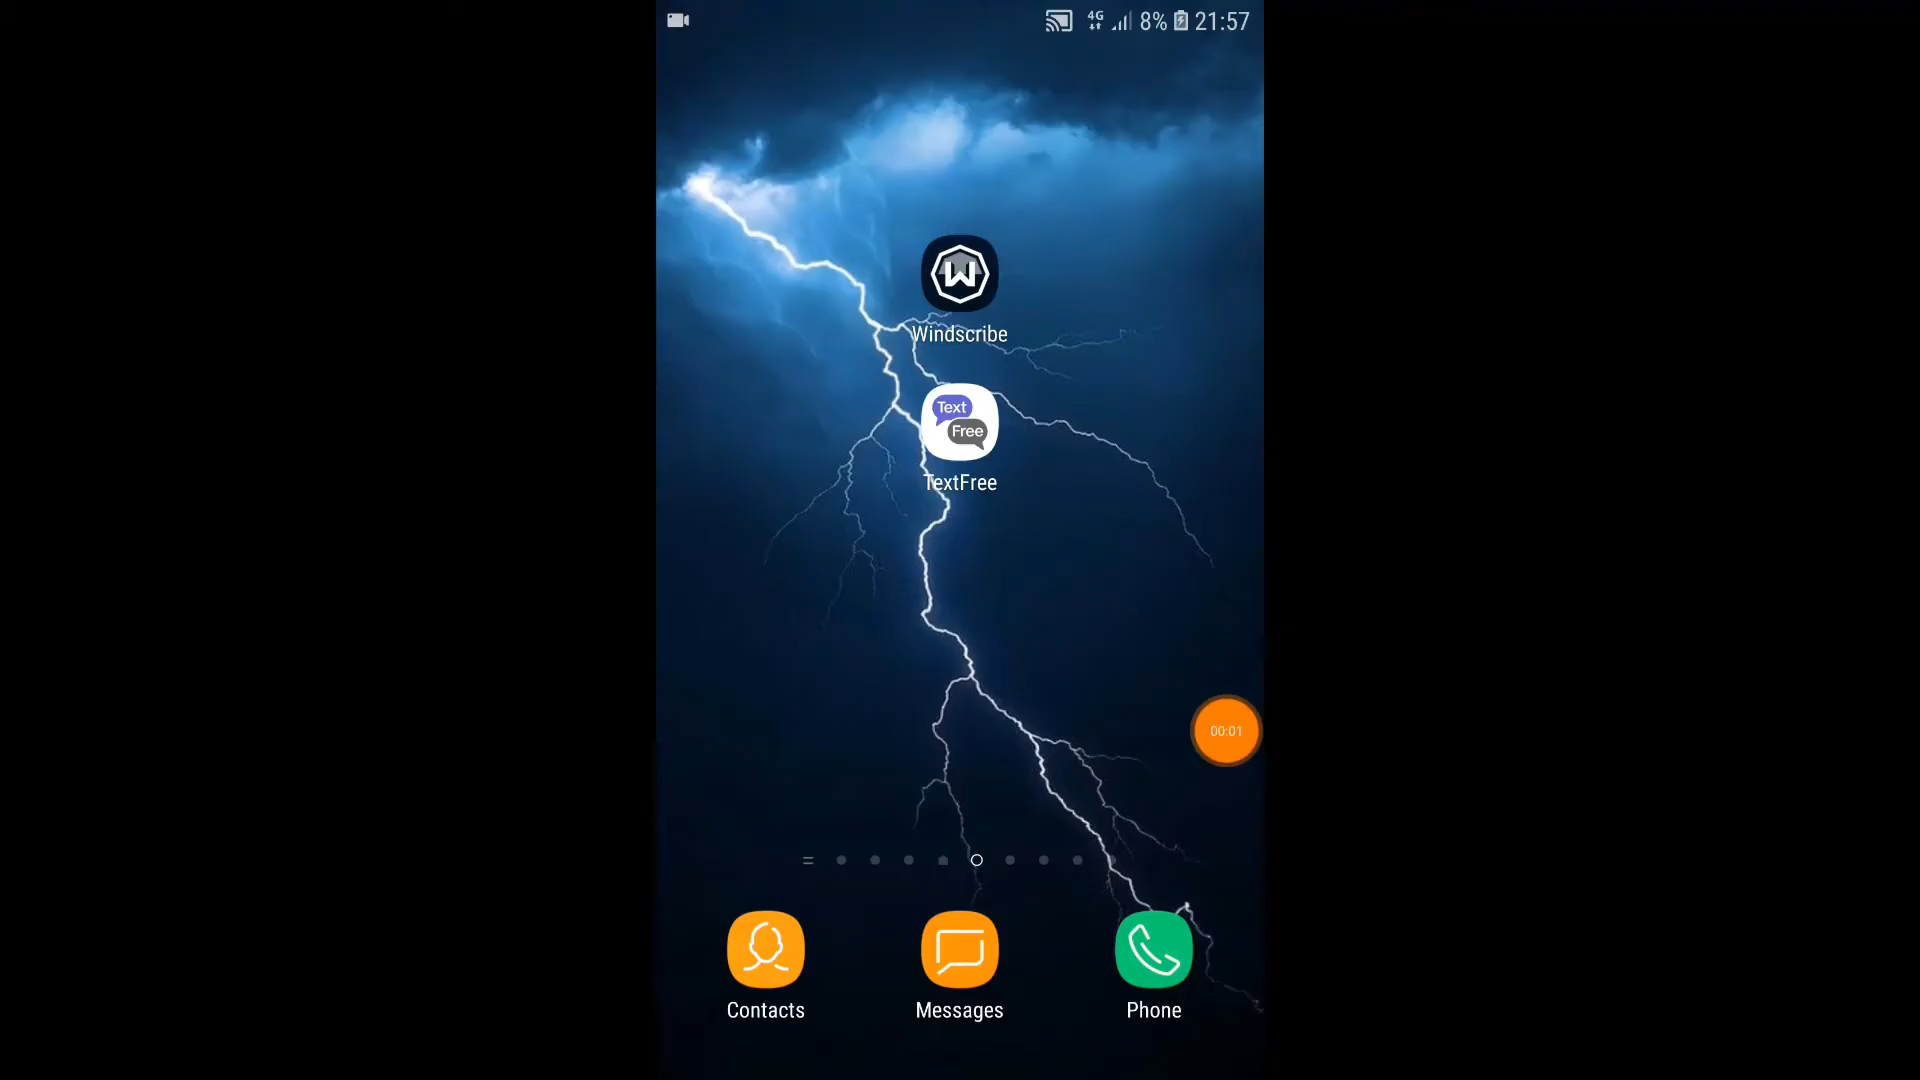 4G 8% 21:57
W
Windscribe
Text
Free
TextFree
00:01
Contacts
Messages
Phone